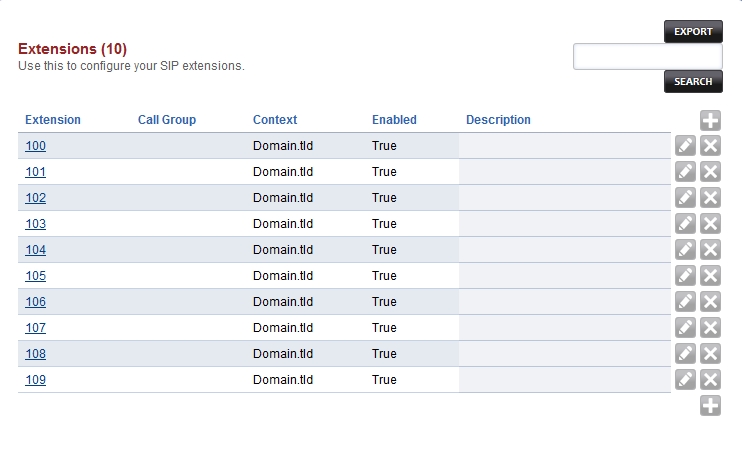 EXPORT
Extensions (10)
Use this to configure your SIP extensions.
SEARCH
Extension Call Group Context Enabled Description
100 Domain.tld True
101 Domain.tld True
102 Domain.tld True
103 Domain.tld True
104 Domain.tld True
105 Domain.tld True
106 Domain.tld True
107 Domain.tld True
108 Domain.tld True
109 Domain.tld True